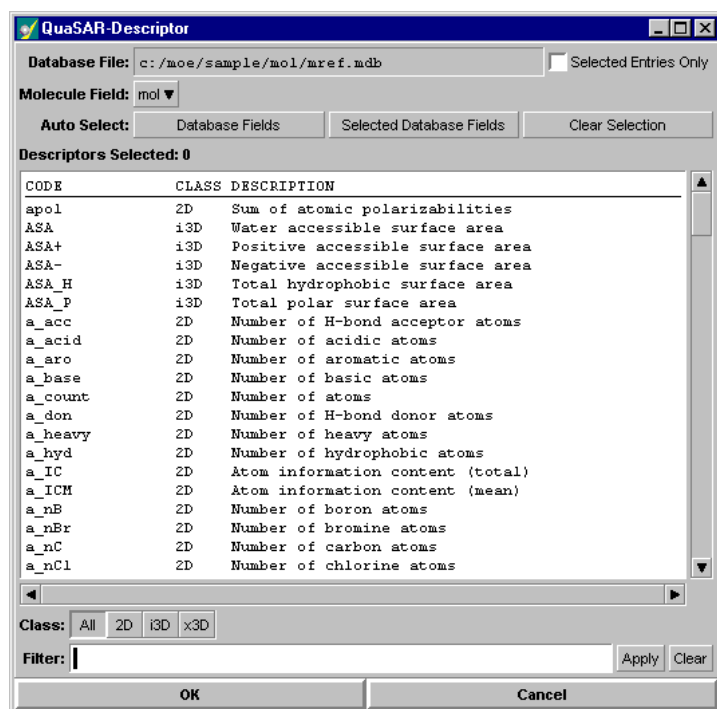 QuaSAR-Descriptor
Database File: c:/moe/sample/mol/mref.mdb Selected Entries Only
Molecule Field: mol
Auto Select: Database Fields Selected Database Fields Clear Selection
Descriptors Selected: 0
CODE CLASS DESCRIPTION
apol 2D Sum of atomic polarizabilities
ASA i3D Water accessible surface area
ASA+ i3D Positive accessible surface area
ASA- i3D Negative accessible surface area
ASA_H i3D Total hydrophobic surface area
ASA_P i3D Total polar surface area
a_acc 2D Number of H-bond acceptor atoms
a_acid 2D Number of acidic atoms
a_aro 2D Number of aromatic atoms
a_base 2D Number of basic atoms
a_count 2D Number of atoms
a_don 2D Number of H-bond donor atoms
a_heavy 2D Number of heavy atoms
a_hyd 2D Number of hydrophobic atoms
a_IC 2D Atom information content (total)
a_ICM 2D Atom information content (mean)
a_nB 2D Number of boron atoms
a_nBr 2D Number of bromine atoms
a_nC 2D Number of carbon atoms
a_nCl 2D Number of chlorine atoms
Class: All 2D i3D x3D
Filter: Apply Clear
OK Cancel